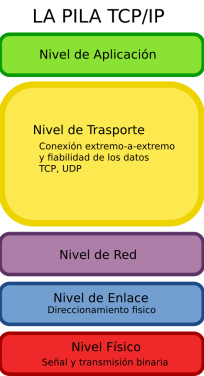 LA PILA TCP/IP
Nivel de Aplicación
Nivel de Trasporte
Conexión extremo-a-extremo
y fiabilidad de los datos
TCP, UDP
Nivel de Red
Nivel de Enlace
Direccionamiento fisico
Nivel Físico
Señal y transmisión binaria